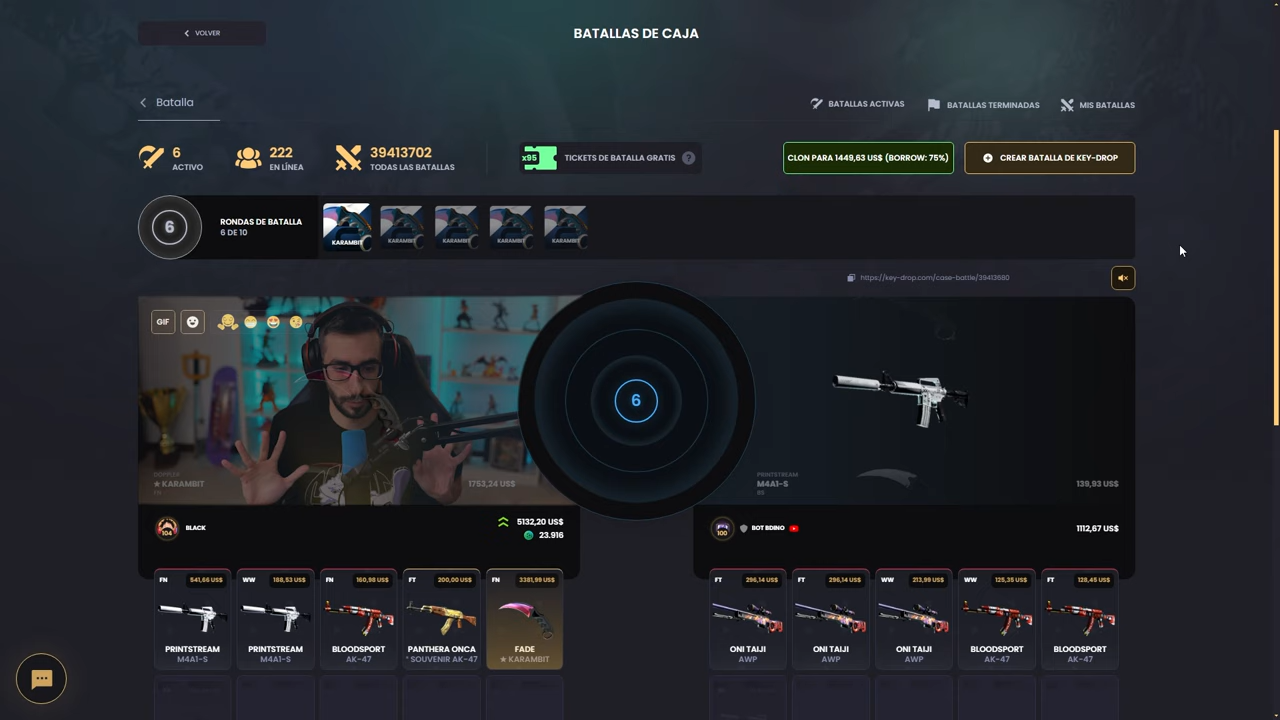 VOLVER
BATALLAS DE CAJA
Batalla
BATALLAS ACTIVAS
BATALLAS TERMINADAS
MIS BATALLAS
6
ACTIVO
222
EN LÍNEA
39413702
TODAS LAS BATALLAS
x95
TICKETS DE BATALLA GRATIS
?
CLON PARA 1449,63 US$ (BORROW: 75%)
CREAR BATALLA DE KEY-DROP
6
RONDAS DE BATALLA
6 DE 10
KARAMBIT
KARAMBIT
KARAMBIT
KARAMBIT
KARAMBIT
https://key-drop.com/case-battle/39413680
GIF
6
DOPPLER
★ KARAMBIT
1753,24 US$
PRINTSTREAM
M4A1-S
139,93 US$
104
BLACK
5132,20 US$
23.916
100
BOT BDINO
1112,67 US$
FN 541,66 US$
PRINTSTREAM
M4A1-S
WW 188,53 US$
PRINTSTREAM
M4A1-S
FN 160,98 US$
BLOODSPORT
AK-47
FT 200,00 US$
PANTHERA ONCA
* SOUVENIR AK-47
FN 3381,99 US$
FADE
★ KARAMBIT
FT 296,14 US$
ONI TAIJI
AWP
FT 296,14 US$
ONI TAIJI
AWP
WW 213,99 US$
ONI TAIJI
AWP
WW 125,35 US$
BLOODSPORT
AK-47
FT 128,45 US$
BLOODSPORT
AK-47